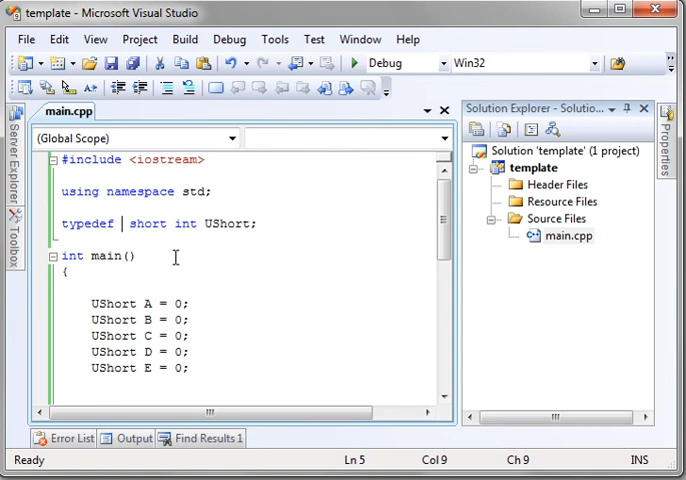 template - Microsoft Visual Studio
File Edit View Project Build Debug Tools Test Window Help
Debug Win32
main.cpp
Solution Explorer - Solutio...
(Global Scope)
Server Explorer
Toolbox
Properties
#include <iostream>
using namespace std;
typedef  short int UShort;
int main()
{
UShort A = 0;
UShort B = 0;
UShort C = 0;
UShort D = 0;
UShort E = 0;
Solution 'template' (1 project)
template
Header Files
Resource Files
Source Files
main.cpp
Error List Output Find Results 1
Ready Ln 5 Col 9 Ch 9 INS